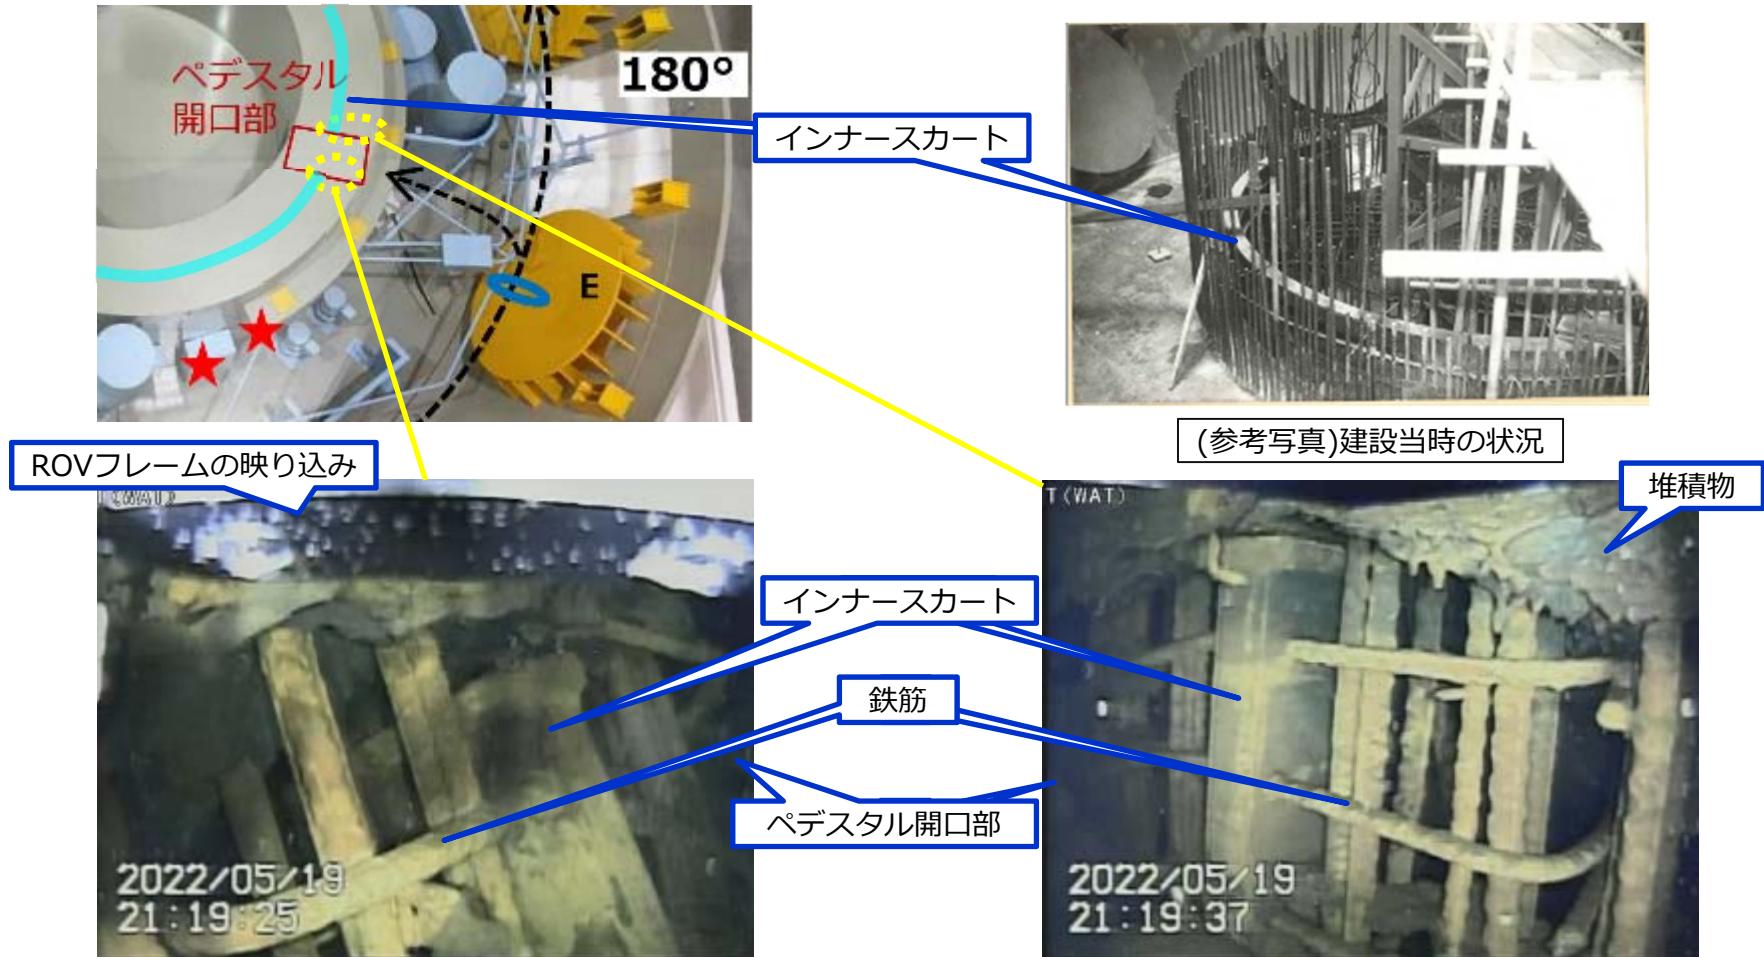 ペデスタル
開口部
180°
インナースカート
E
(参考写真)建設当時の状況
ROVフレームの映り込み
堆積物
T(WAT)
インナースカート
鉄筋
ペデスタル開口部
2022/05/19
21:19:25
2022/05/19
21:19:37